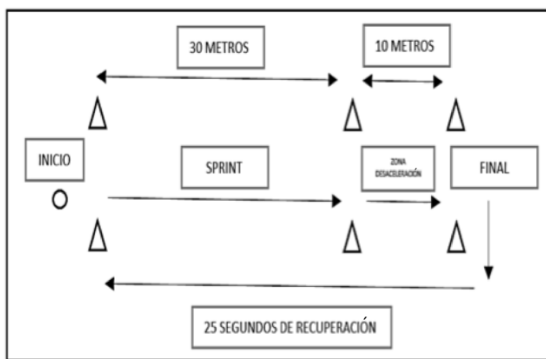 30 METROS
10 METROS
INICIO
SPRINT
ZONA
DESACELERACIÓN
FINAL
25 SEGUNDOS DE RECUPERACIÓN